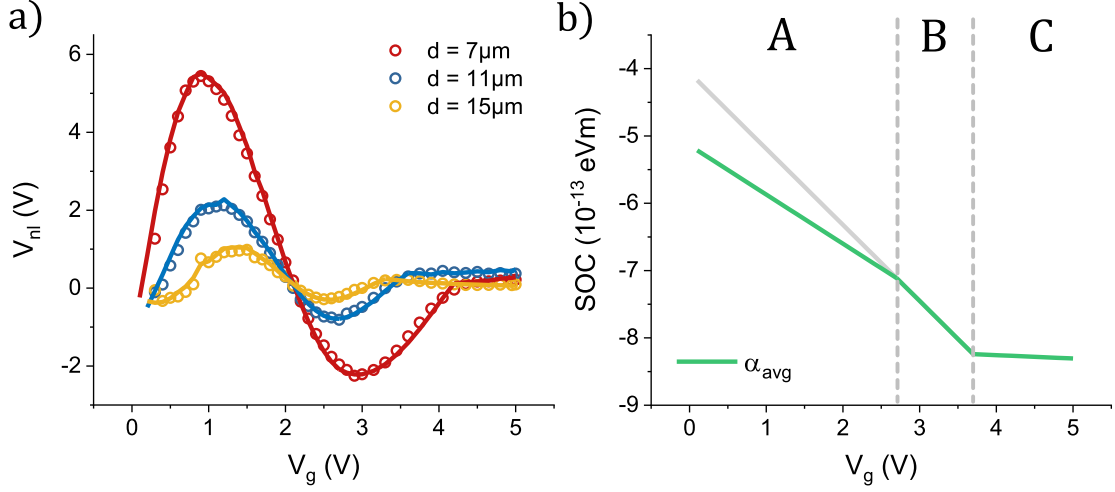 a)
6
4
2
0
-2
0 1 2 3 4 5
V_nl (V)
V_g (V)
d = 7μm
d = 11μm
d = 15μm
b)
A B C
-4
-5
-6
-7
-8
-9
0 1 2 3 4 5
SOC (10^-13 eVm)
V_g (V)
α_avg